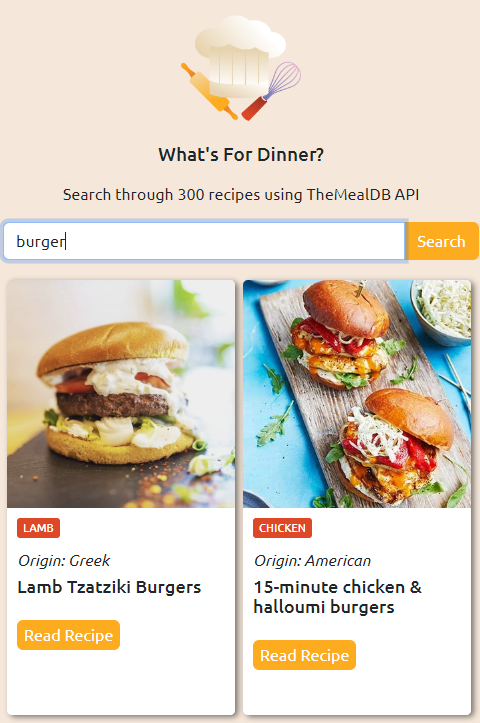 What's For Dinner?
Search through 300 recipes using TheMealDB API
burger
Search
LAMB
Origin: Greek
Lamb Tzatziki Burgers
Read Recipe
CHICKEN
Origin: American
15-minute chicken &
halloumi burgers
Read Recipe